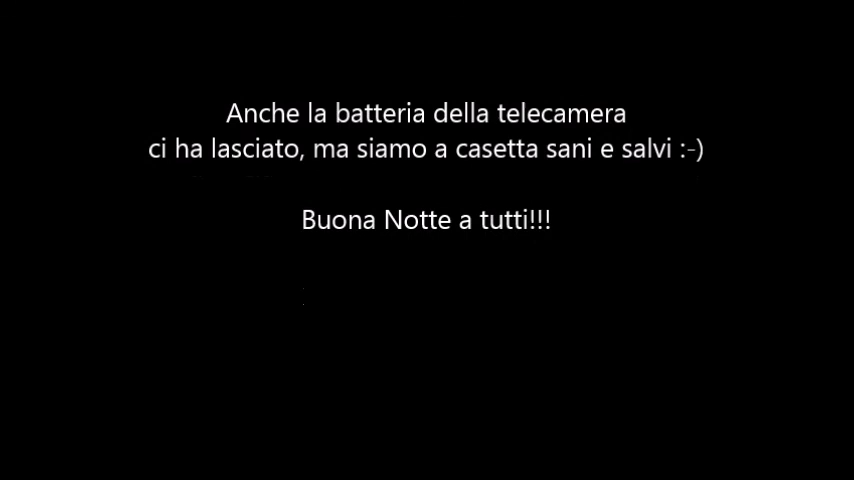 Anche la batteria della telecamera
ci ha lasciato, ma siamo a casetta sani e salvi :-)
Buona Notte a tutti!!!